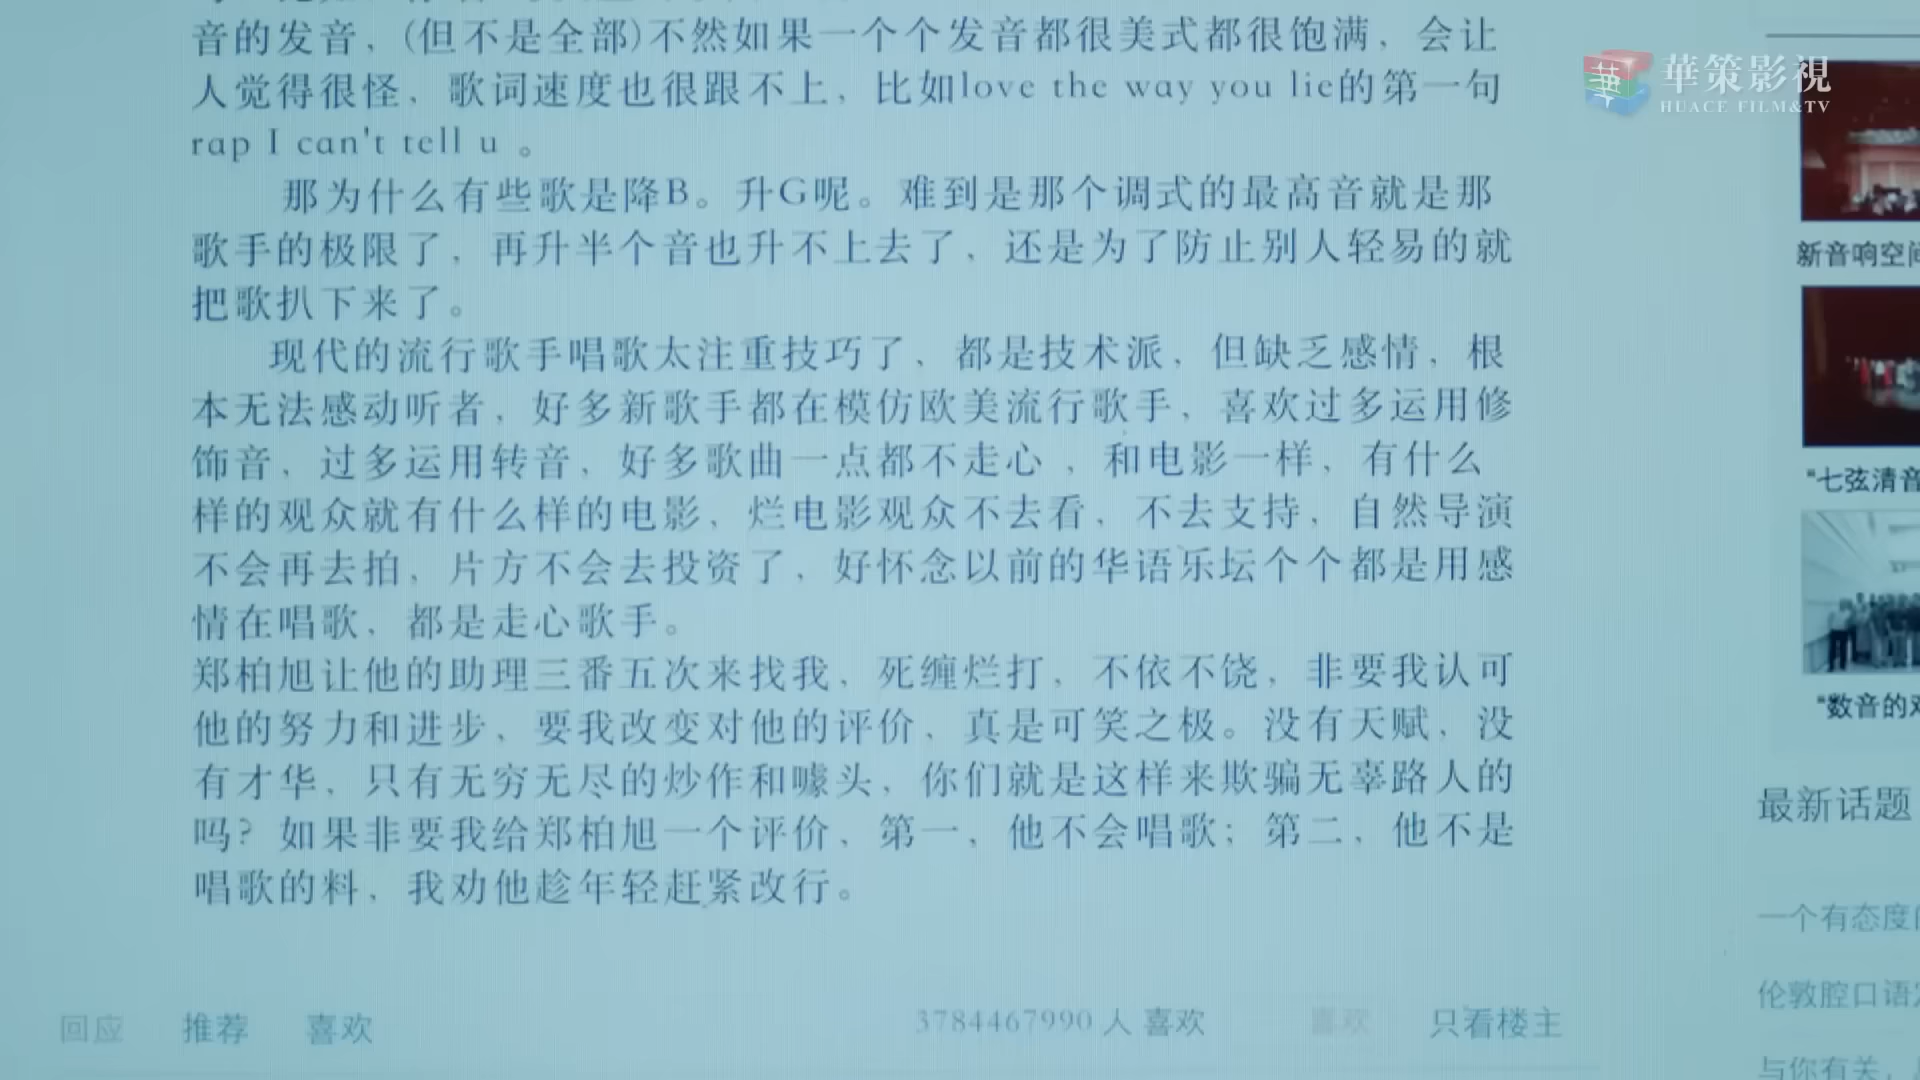 音的发音，(但不是全部)不然如果一个个发音都很美式都很饱满，会让
人觉得很怪，歌词速度也很跟不上，比如love the way you lie的第一句
rap I can't tell u 。
那为什么有些歌是降B。升G呢。难到是那个调式的最高音就是那
歌手的极限了，再升半个音也升不上去了，还是为了防止别人轻易的就
把歌扒下来了。
现代的流行歌手唱歌太注重技巧了，都是技术派，但缺乏感情，根
本无法感动听者，好多新歌手都在模仿欧美流行歌手，喜欢过多运用修
饰音，过多运用转音，好多歌曲一点都不走心 ，和电影一样，有什么
样的观众就有什么样的电影，烂电影观众不去看，不去支持，自然导演
不会再去拍，片方不会去投资了，好怀念以前的华语乐坛个个都是用感
情在唱歌，都是走心歌手。
郑柏旭让他的助理三番五次来找我，死缠烂打，不依不饶，非要我认可
他的努力和进步，要我改变对他的评价，真是可笑之极。没有天赋，没
有才华，只有无穷无尽的炒作和噱头，你们就是这样来欺骗无辜路人的
吗？如果非要我给郑柏旭一个评价，第一，他不会唱歌；第二，他不是
唱歌的料，我劝他趁年轻赶紧改行。
回应 推荐 喜欢 3784467990 人 喜欢 喜欢 只看楼主
華策影視
HUACE FILM&TV
新音响空间
“七弦清音
“数音的
最新话题
一个有态度
伦敦腔口语
与你有关，